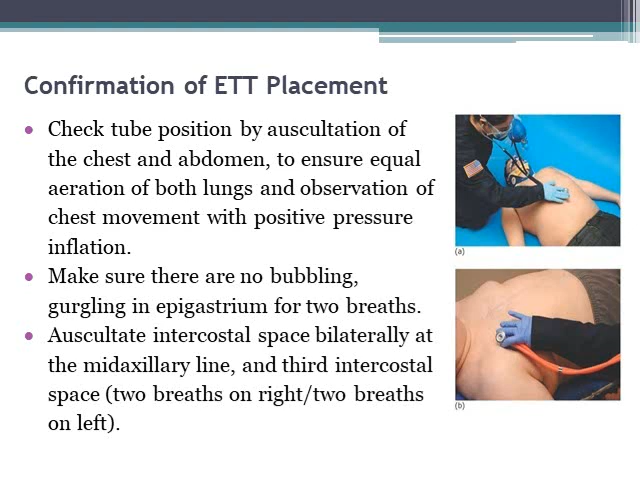 Confirmation of ETT Placement
• Check tube position by auscultation of
the chest and abdomen, to ensure equal
aeration of both lungs and observation of
chest movement with positive pressure
inflation.
• Make sure there are no bubbling,
gurgling in epigastrium for two breaths.
• Auscultate intercostal space bilaterally at
the midaxillary line, and third intercostal
space (two breaths on right/two breaths
on left).
(a)
(b)